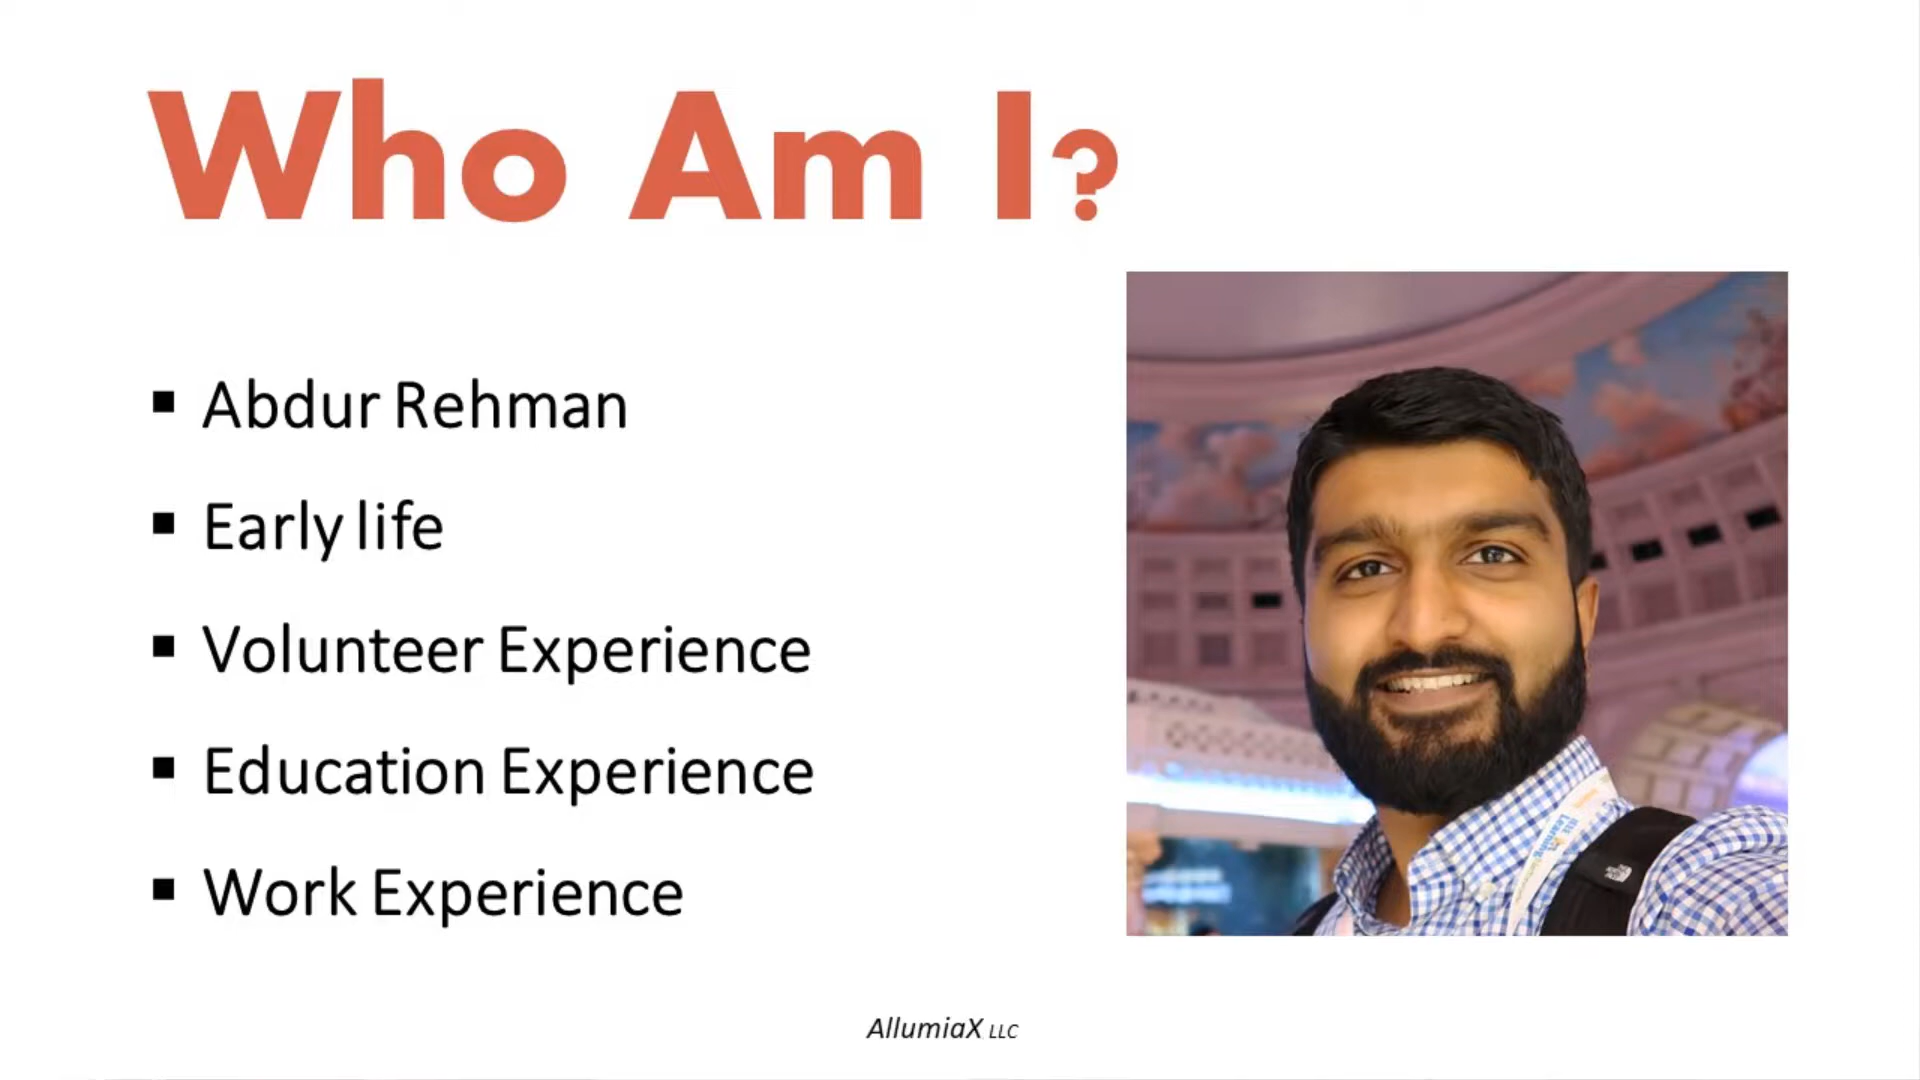 Who Am I?
Abdur Rehman
Early life
Volunteer Experience
Education Experience
Work Experience
AllumiaX LLC